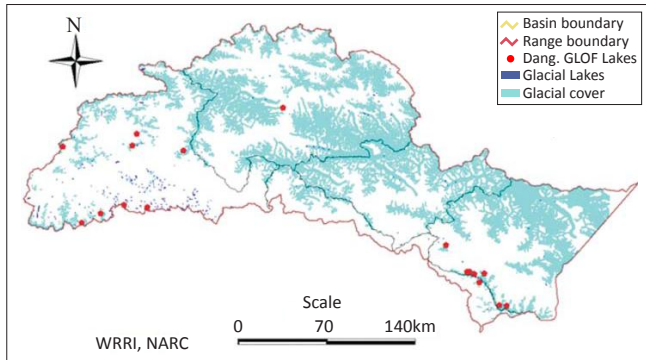 N
Basin boundary
Range boundary
Dang. GLOF Lakes
Glacial Lakes
Glacial cover
Scale
0 70 140km
WRRI, NARC